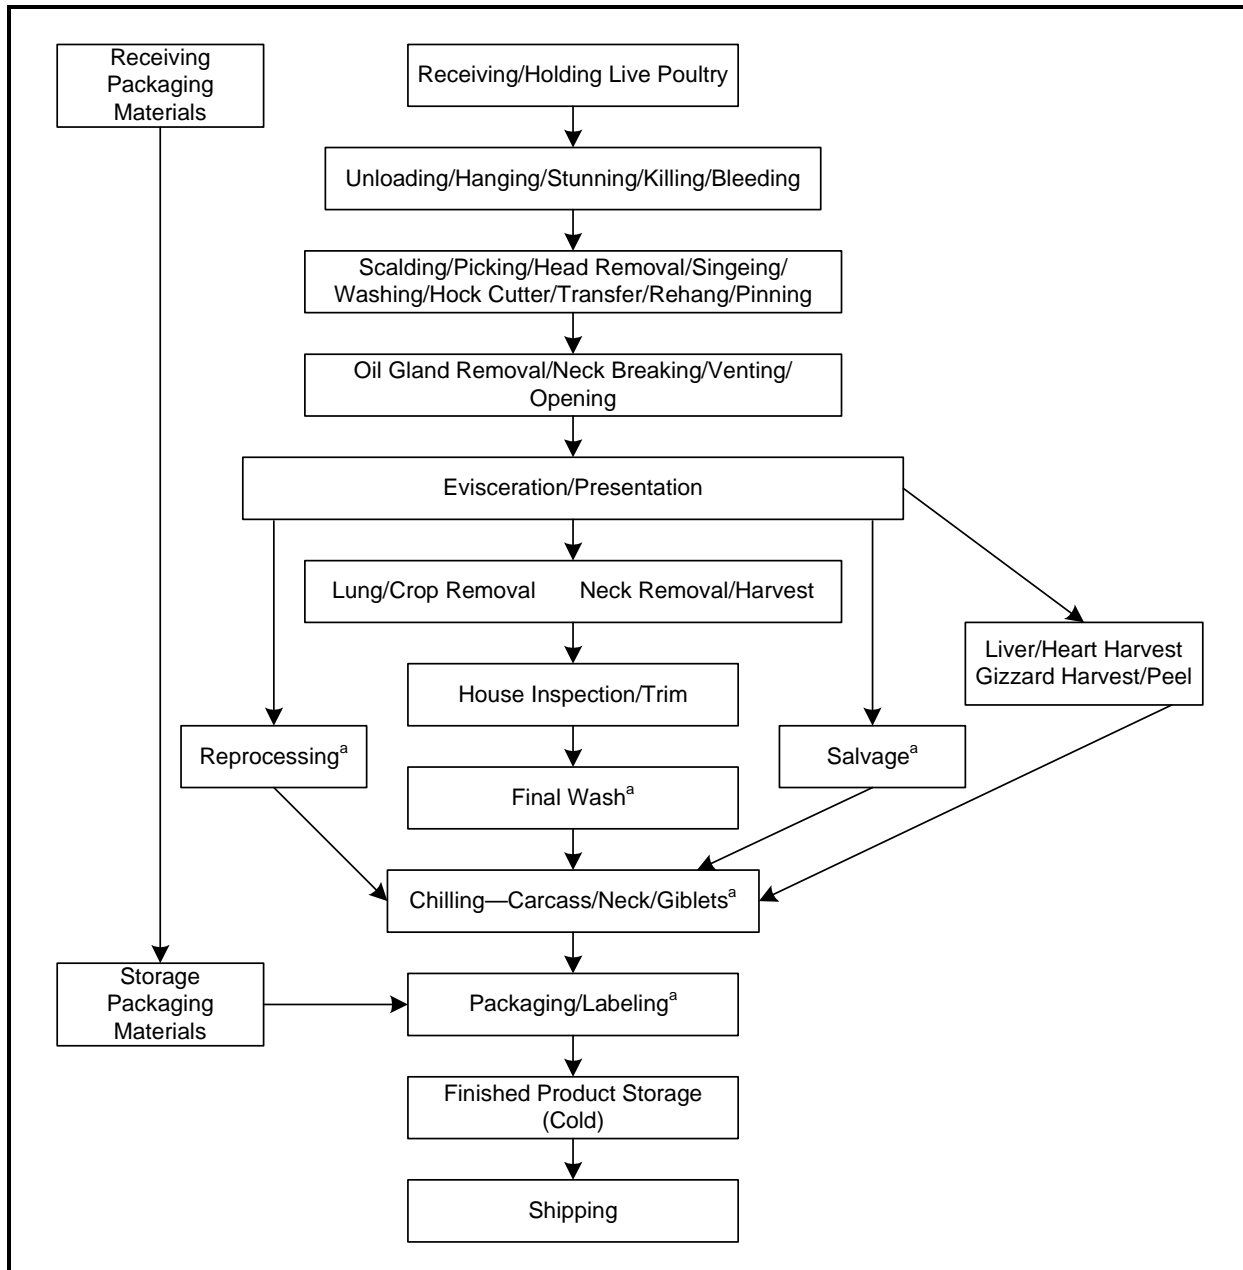 Receiving
Packaging
Materials
Receiving/Holding Live Poultry
Unloading/Hanging/Stunning/Killing/Bleeding
Scalding/Picking/Head Removal/Singeing/
Washing/Hock Cutter/Transfer/Rehang/Pinning
Oil Gland Removal/Neck Breaking/Venting/
Opening
Evisceration/Presentation
Lung/Crop Removal Neck Removal/Harvest
Liver/Heart Harvest
Gizzard Harvest/Peel
House Inspection/Trim
Reprocessingᵃ
Salvageᵃ
Final Washᵃ
Chilling—Carcass/Neck/Gibletsᵃ
Storage
Packaging
Materials
Packaging/Labelingᵃ
Finished Product Storage
(Cold)
Shipping